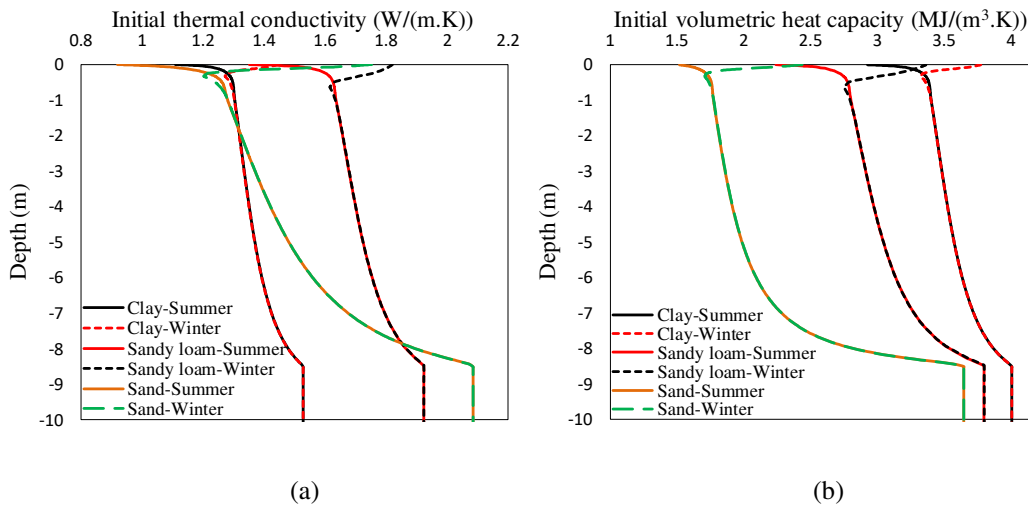 Initial thermal conductivity (W/(m.K))
0.8 1 1.2 1.4 1.6 1.8 2 2.2
0
-1
-2
-3
-4
-5
-6
-7
-8
-9
-10
Depth (m)
Clay-Summer
Clay-Winter
Sandy loam-Summer
Sandy loam-Winter
Sand-Summer
Sand-Winter
(a)
Initial volumetric heat capacity (MJ/(m³.K)
1 1.5 2 2.5 3 3.5 4
0
-1
-2
-3
-4
-5
-6
-7
-8
-9
-10
Depth (m)
Clay-Summer
Clay-Winter
Sandy loam-Summer
Sandy loam-Winter
Sand-Summer
Sand-Winter
(b)